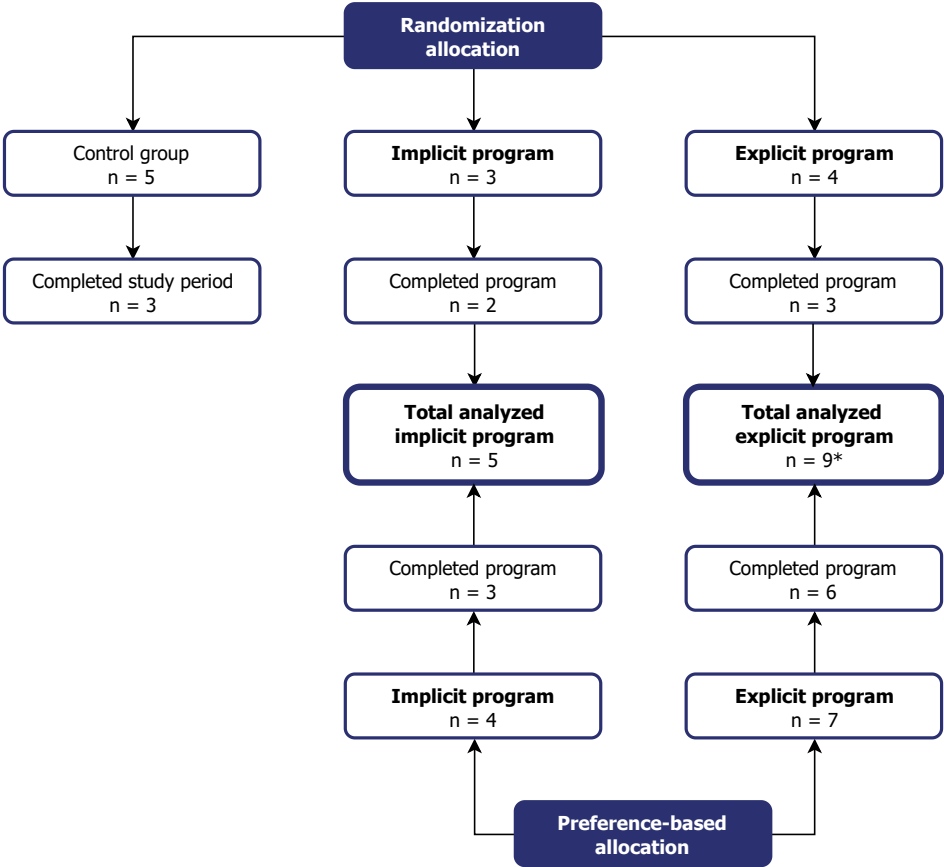 Randomization
allocation
Control group
n = 5
Implicit program
n = 3
Explicit program
n = 4
Completed study period
n = 3
Completed program
n = 2
Completed program
n = 3
Total analyzed
implicit program
n = 5
Total analyzed
explicit program
n = 9*
Completed program
n = 3
Completed program
n = 6
Implicit program
n = 4
Explicit program
n = 7
Preference-based
allocation